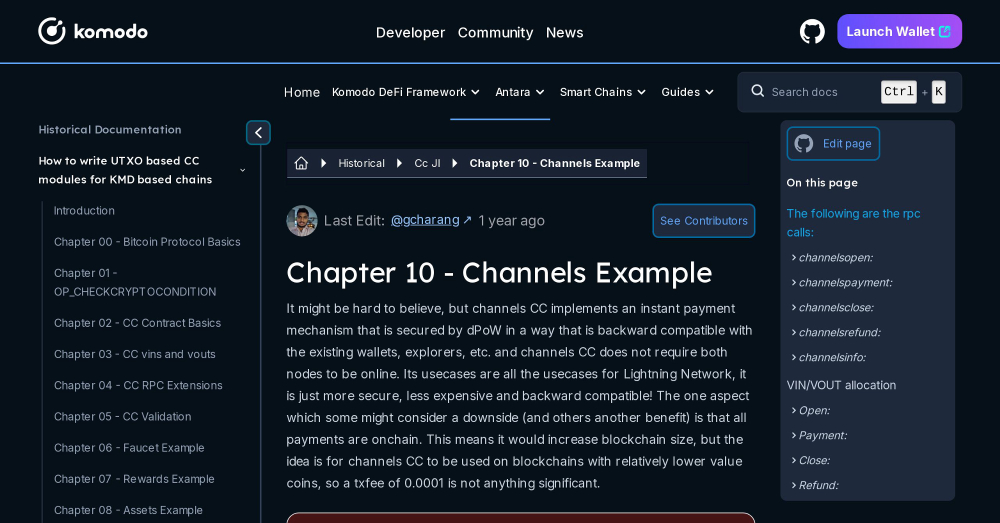 komodo
Developer Community News
Launch Wallet
Home Komodo DeFi Framework Antara Smart Chains Guides
Search docs Ctrl + K
Historical Documentation
How to write UTXO based CC
modules for KMD based chains
Introduction
Chapter 00 - Bitcoin Protocol Basics
Chapter 01 -
OP_CHECKCRYPTOCONDITION
Chapter 02 - CC Contract Basics
Chapter 03 - CC vins and vouts
Chapter 04 - CC RPC Extensions
Chapter 05 - CC Validation
Chapter 06 - Faucet Example
Chapter 07 - Rewards Example
Chapter 08 - Assets Example
Historical Cc Jl Chapter 10 - Channels Example
Last Edit: @gcharang ↗ 1 year ago
See Contributors
Chapter 10 - Channels Example
It might be hard to believe, but channels CC implements an instant payment
mechanism that is secured by dPoW in a way that is backward compatible with
the existing wallets, explorers, etc. and channels CC does not require both
nodes to be online. Its usecases are all the usecases for Lightning Network, it
is just more secure, less expensive and backward compatible! The one aspect
which some might consider a downside (and others another benefit) is that all
payments are onchain. This means it would increase blockchain size, but the
idea is for channels CC to be used on blockchains with relatively lower value
coins, so a txfee of 0.0001 is not anything significant.
Edit page
On this page
The following are the rpc
calls:
channelsopen:
channelspayment:
channelsclose:
channelsrefund:
channelsinfo:
VIN/VOUT allocation
Open:
Payment:
Close:
Refund: